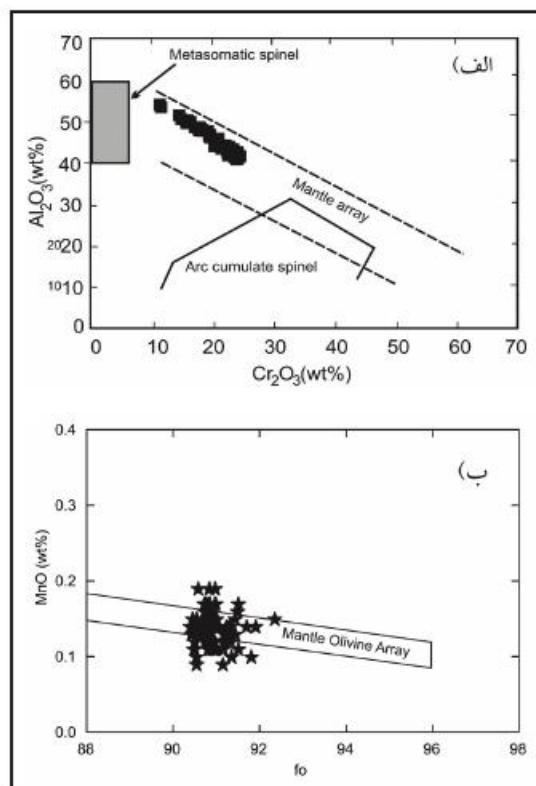 70
الف)
Metasomatic spinel
60
50
40
Mantle array
30
20
20
Arc cumulate spinel
10
10
0
Al₂O₃(wt%)
0 10 20 30 40 50 60 70
Cr₂O₃(wt%)
0.4
ب)
0.3
0.2
Mantle Olivine Array
0.1
0.0
MnO (wt%)
88 90 92 94 96 98
fo